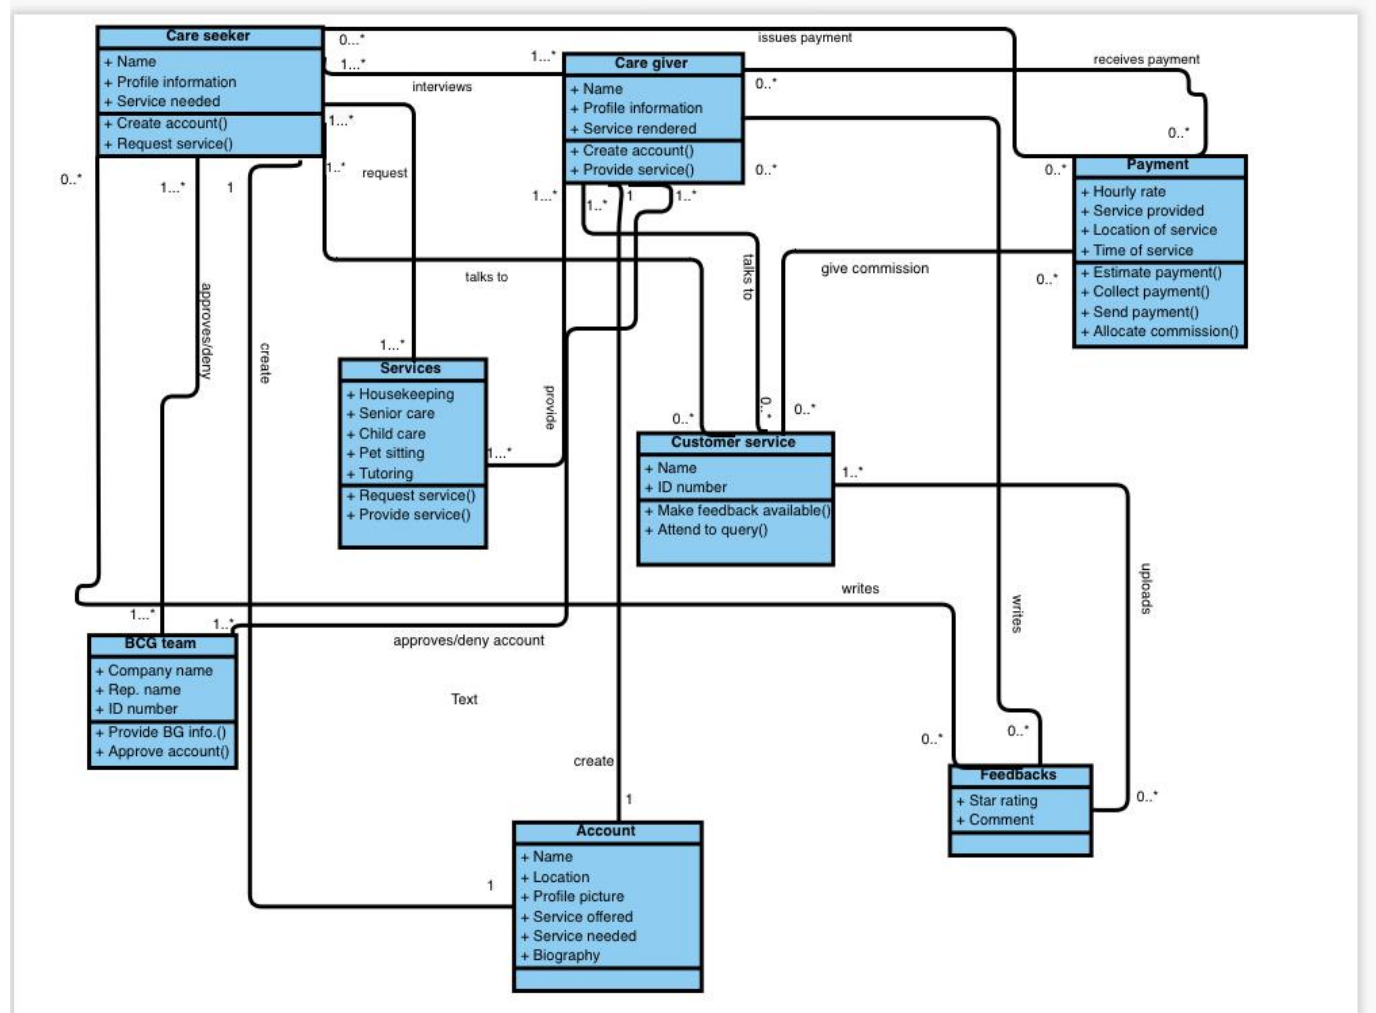 Care seeker
+ Name
+ Profile information
+ Service needed
+ Create account()
+ Request service()
0...*
issues payment
1...*
interviews
1...*
Care giver
+ Name
+ Profile information
+ Service rendered
+ Create account()
+ Provide service()
receives payment
0..*
0..*
0..*
Payment
+ Hourly rate
+ Service provided
+ Location of service
+ Time of service
+ Estimate payment()
+ Collect payment()
+ Send payment()
+ Allocate commission()
1...*
1..*
request
0..*
1...*
1
0..*
1...*
1..*
1
1..*
talks to
talks to
give commission
0..*
approves/deny
create
1...*
Services
+ Housekeeping
+ Senior care
+ Child care
+ Pet sitting
+ Tutoring
+ Request service()
+ Provide service()
provide
1...*
0..*
0..*
0..*
Customer service
+ Name
+ ID number
+ Make feedback available()
+ Attend to query()
1..*
uploads
writes
writes
1...*
1..*
BCG team
+ Company name
+ Rep. name
+ ID number
+ Provide BG info.()
+ Approve account()
approves/deny account
Text
create
1
0..*
0..*
0..*
Feedbacks
+ Star rating
+ Comment
1
Account
+ Name
+ Location
+ Profile picture
+ Service offered
+ Service needed
+ Biography